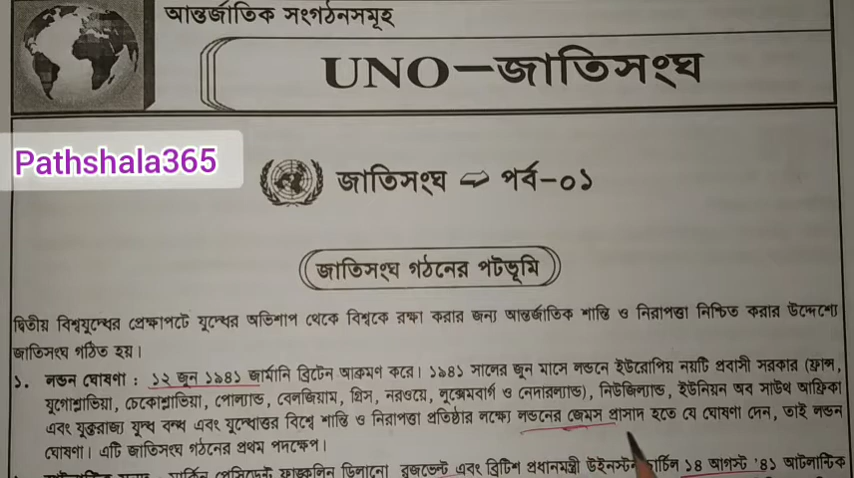 আন্তর্জাতিক সংগঠনসমূহ
UNO—জাতিসংঘ
Pathshala365
জাতিসংঘ ➫ পর্ব-০১
জাতিসংঘ গঠনের পটভূমি
দ্বিতীয় বিশ্বযুদ্ধের প্রেক্ষাপটে যুদ্ধের অভিশাপ থেকে বিশ্বকে রক্ষা করার জন্য আন্তর্জাতিক শান্তি ও নিরাপত্তা নিশ্চিত করার উদ্দেশ্যে
জাতিসংঘ গঠিত হয়।
১. লন্ডন ঘোষণা : ১২ জুন ১৯৪১ জার্মানি ব্রিটেন আক্রমণ করে। ১৯৪১ সালের জুন মাসে লন্ডনে ইউরোপিয় নয়টি প্রবাসী সরকার (ফ্রান্স,
যুগোশ্লাভিয়া, চেকোশ্লাভিয়া, পোল্যান্ড, বেলজিয়াম, গ্রিস, নরওয়ে, লুক্সেমবার্গ ও নেদারল্যান্ড), নিউজিল্যান্ড, ইউনিয়ন অব সাউথ আফ্রিকা
এবং যুক্তরাজ্য যুদ্ধ বন্ধ এবং যুদ্ধোত্তর বিশ্বে শান্তি ও নিরাপত্তা প্রতিষ্ঠার লক্ষ্যে লন্ডনের জেমস প্রাসাদ হতে যে ঘোষণা দেন, তাই লন্ডন
ঘোষণা। এটি জাতিসংঘ গঠনের প্রথম পদক্ষেপ।
মার্কিন প্রেসিডেন্ট ফ্রাঙ্কলিন ডিলানো রুজভেল্ট এবং ব্রিটিশ প্রধানমন্ত্রী উইনস্টন চার্চিল ১৪ আগস্ট '৪১ আটলান্টিক